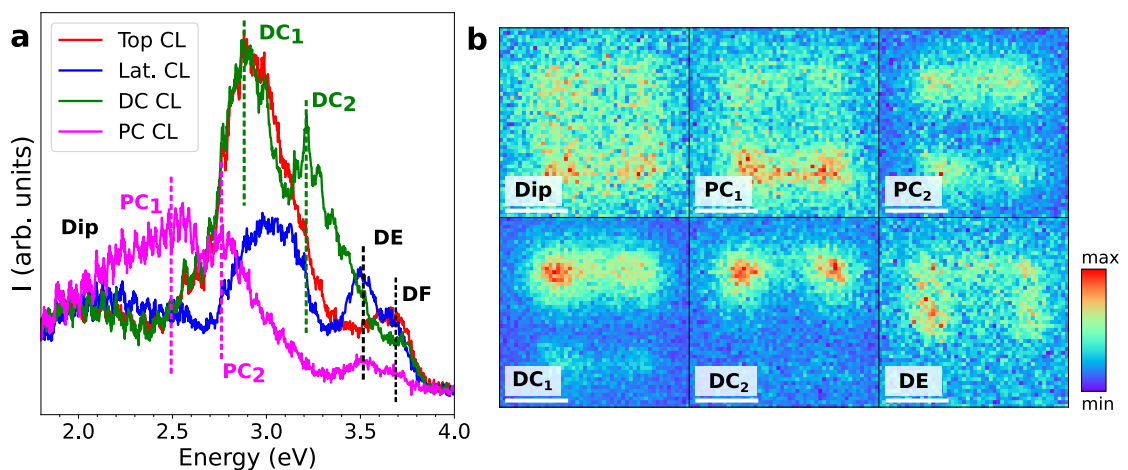 a
Top CL
Lat. CL
DC CL
PC CL
DC₁
DC₂
PC₁
Dip
DE
DF
PC₂
I (arb. units)
2.0 2.5 3.0 3.5 4.0
Energy (eV)
b
Dip PC₁ PC₂
DC₁ DC₂ DE
max
min